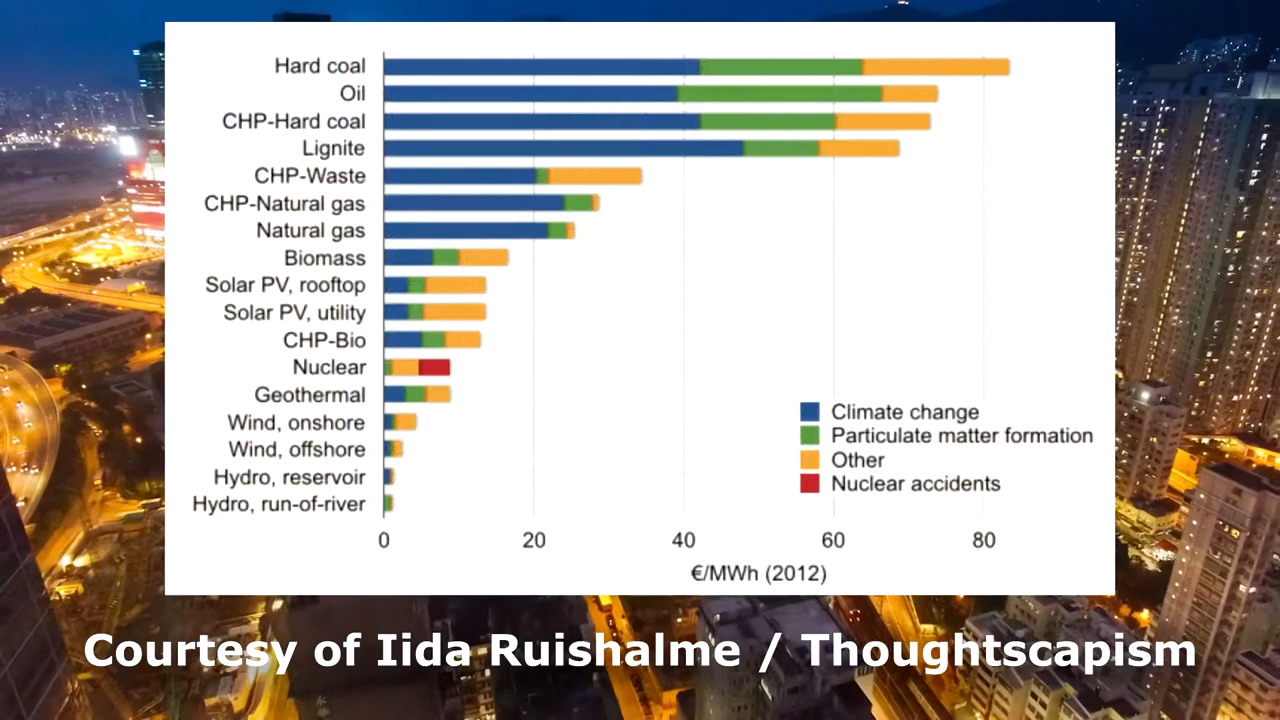 Hard coal
Oil
CHP-Hard coal
Lignite
CHP-Waste
CHP-Natural gas
Natural gas
Biomass
Solar PV, rooftop
Solar PV, utility
CHP-Bio
Nuclear
Geothermal
Wind, onshore
Wind, offshore
Hydro, reservoir
Hydro, run-of-river
Climate change
Particulate matter formation
Other
Nuclear accidents
0 20 40 60 80
€/MWh (2012)
Courtesy of Iida Ruishalme / Thoughtscapism